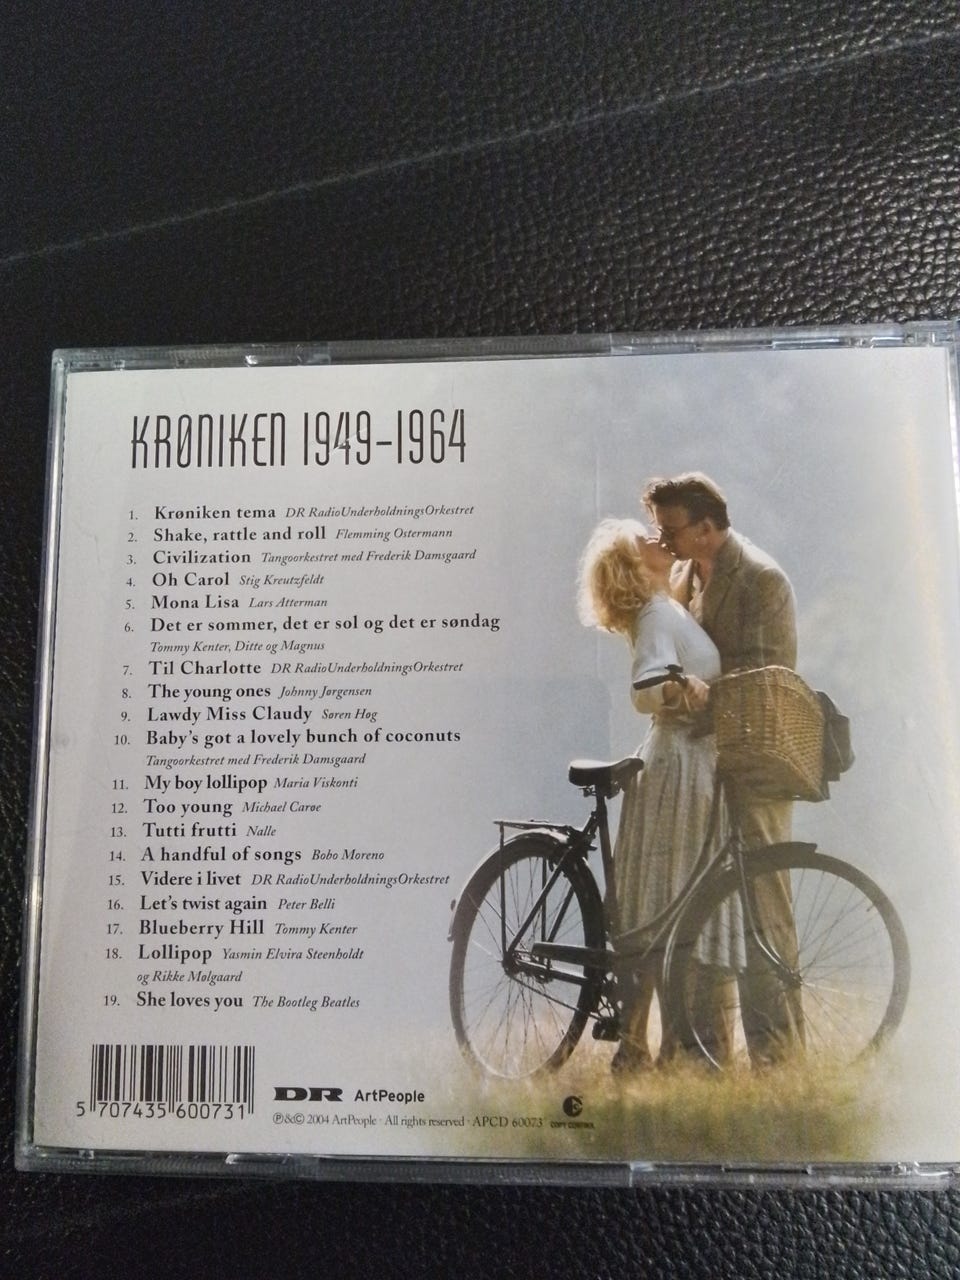 KRØNIKEN 1949-1964
1. Krøniken tema DR RadioUnderholdningsOrkestret
2. Shake, rattle and roll Flemming Ostermann
3. Civilization Tangoorkestret med Frederik Damsgaard
4. Oh Carol Stig Kreutzfeldt
5. Mona Lisa Lars Atterman
6. Det er sommer, det er sol og det er søndag
Tommy Kenter, Ditte og Magnus
7. Til Charlotte DR RadioUnderholdningsOrkestret
8. The young ones Johnny Jørgensen
9. Lawdy Miss Claudy Søren Høg
10. Baby's got a lovely bunch of coconuts
Tangoorkestret med Frederik Damsgaard
11. My boy lollipop Maria Viskonti
12. Too young Michael Carøe
13. Tutti frutti Nalle
14. A handful of songs Bobo Moreno
15. Videre i livet DR RadioUnderholdningsOrkestret
16. Let's twist again Peter Belli
17. Blueberry Hill Tommy Kenter
18. Lollipop Yasmin Elvira Steenholdt
og Rikke Mølgaard
19. She loves you The Bootleg Beatles
5 707435 600731
DR ArtPeople
℗&© 2004 ArtPeople · All rights reserved · APCD 60073
COPY CONTROL